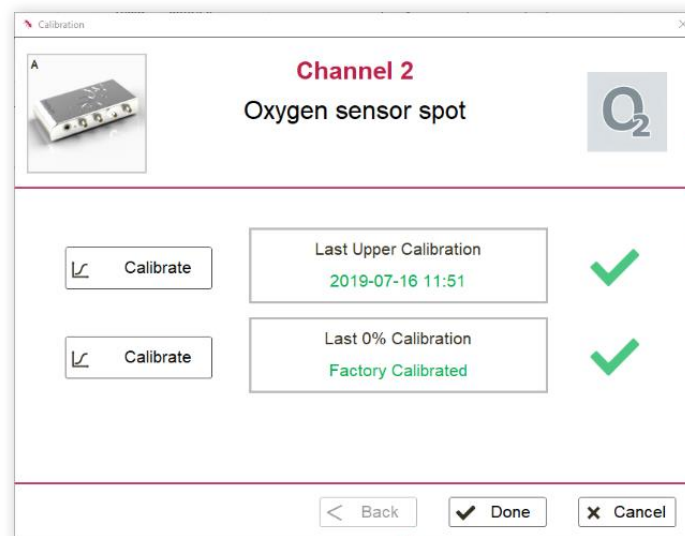 Calibration
A
Channel 2
Oxygen sensor spot
O2
Calibrate
Last Upper Calibration
2019-07-16 11:51
Calibrate
Last 0% Calibration
Factory Calibrated
Back
Done
Cancel